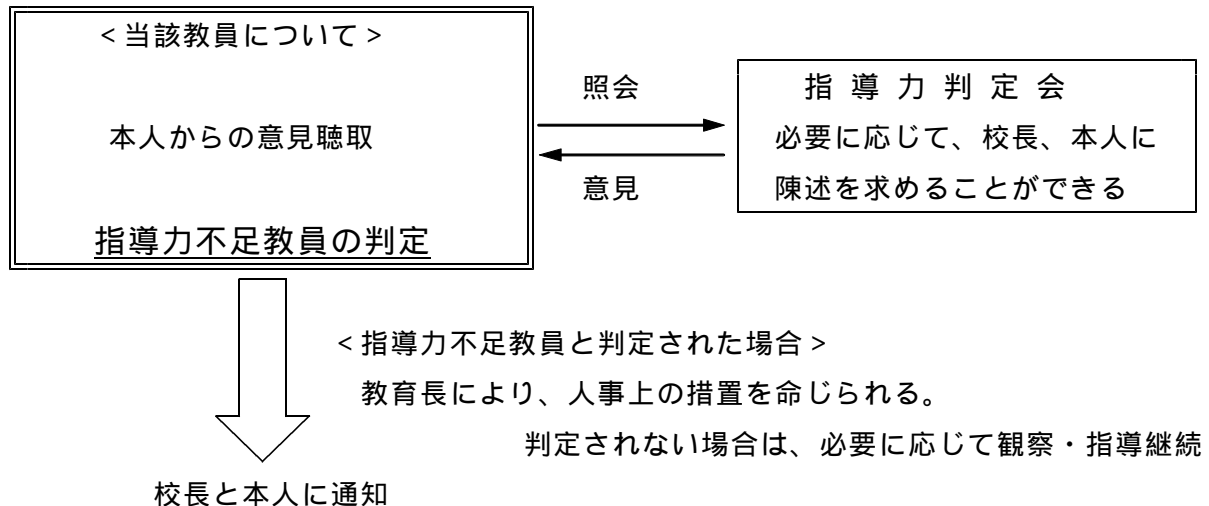 ＜当該教員について＞
本人からの意見聴取
指導力不足教員の判定
照会
意見
指導力判定会
必要に応じて、校長、本人に
陳述を求めることができる
＜指導力不足教員と判定された場合＞
教育長により、人事上の措置を命じられる。
判定されない場合は、必要に応じて観察・指導継続
校長と本人に通知